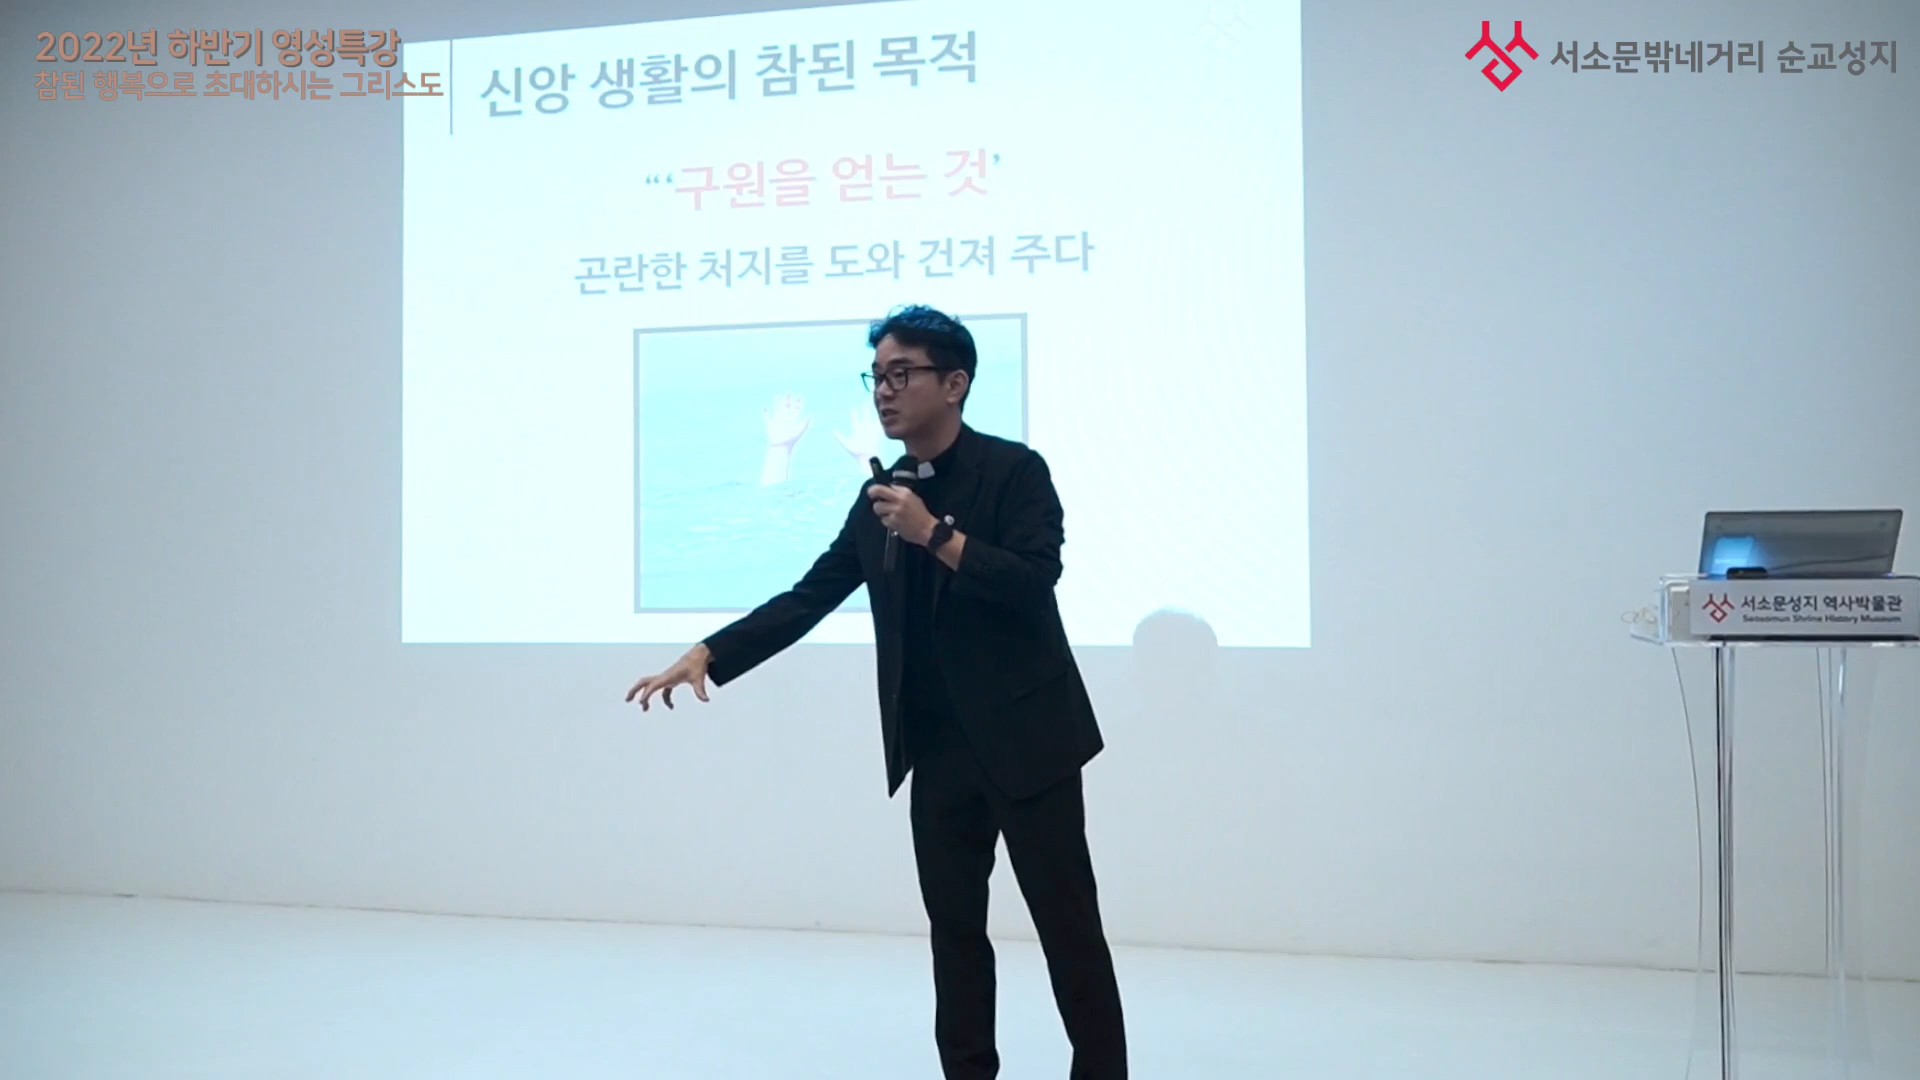 2022년 하반기 영성특강
참된 행복으로 초대하시는 그리스도
서소문밖네거리 순교성지
신앙 생활의 참된 목적
“‘구원을 얻는 것’
곤란한 처지를 도와 건져 주다
서소문성지 역사박물관
Seosomun Shrine History Museum